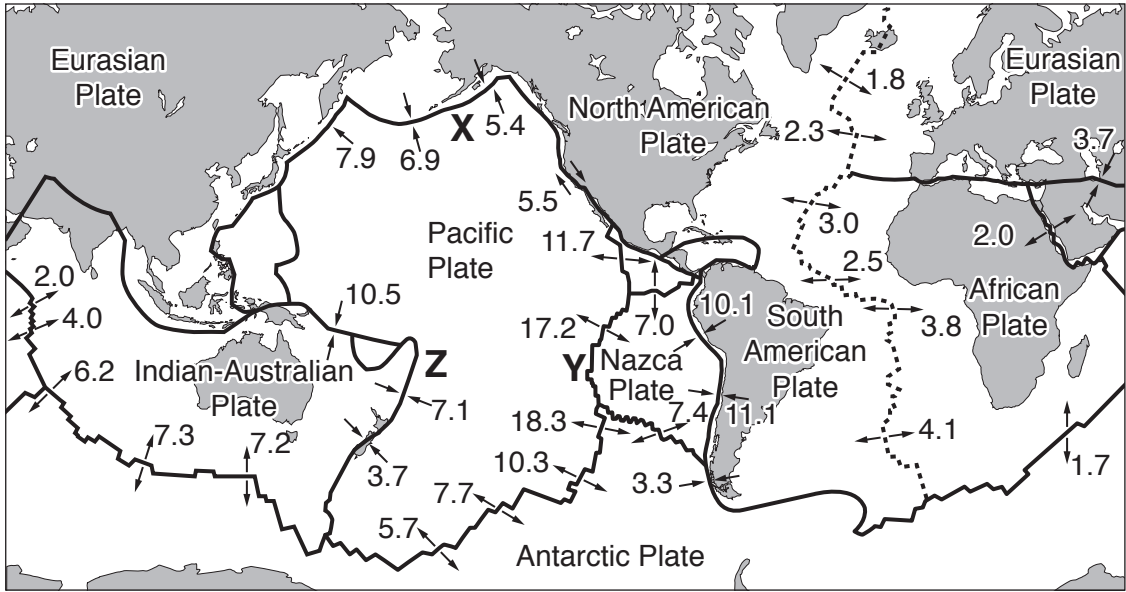 Eurasian
Plate
North American
Plate
Eurasian
Plate
1.8
2.3
3.7
X
5.4
6.9
7.9
5.5
3.0
2.0
11.7
Pacific
Plate
2.5
2.0
4.0
10.5
10.1
African
Plate
3.8
17.2
7.0
South
American
Plate
Nazca
Plate
Y
Z
6.2
Indian-Australian
Plate
7.1
7.4
11.1
18.3
4.1
7.3
7.2
3.7
10.3
3.3
1.7
7.7
5.7
Antarctic Plate